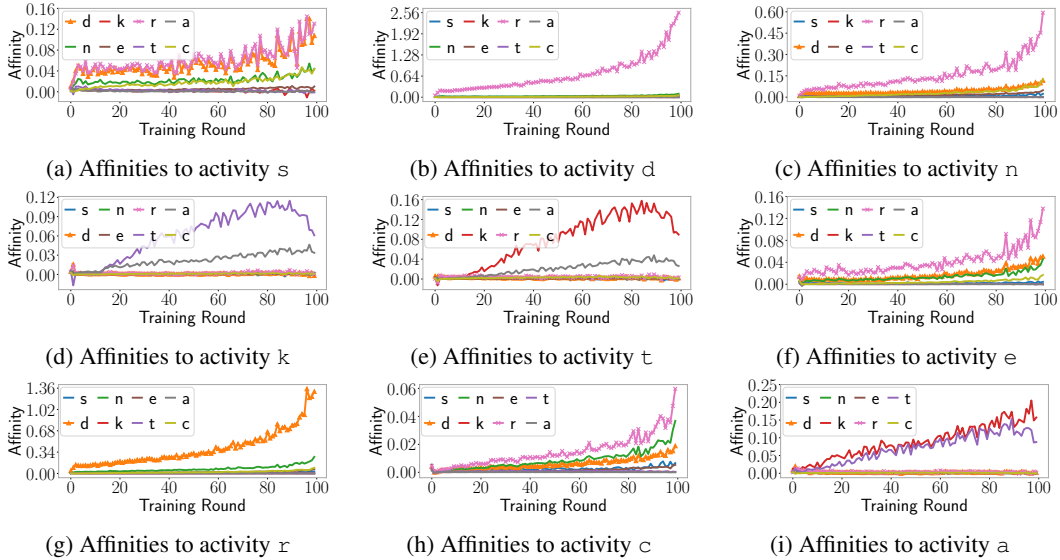 0.16
0.12
0.08
0.04
0.00
Affinity
d k r a
n e t c
0 20 40 60 80 100
Training Round
(a) Affinities to activity s
2.56
1.92
1.28
0.64
0.00
Affinity
s k r a
n e t c
0 20 40 60 80 100
Training Round
(b) Affinities to activity d
0.60
0.45
0.30
0.15
0.00
Affinity
s k r a
d e t c
0 20 40 60 80 100
Training Round
(c) Affinities to activity n
0.12
0.09
0.06
0.03
0.00
Affinity
s n r a
d e t c
0 20 40 60 80 100
Training Round
(d) Affinities to activity k
0.16
0.12
0.08
0.04
0.00
Affinity
s n e a
d k r c
0 20 40 60 80 100
Training Round
(e) Affinities to activity t
0.16
0.12
0.08
0.04
0.00
Affinity
s n r a
d k t c
0 20 40 60 80 100
Training Round
(f) Affinities to activity e
1.36
1.02
0.68
0.34
0.00
Affinity
s n e a
d k t c
0 20 40 60 80 100
Training Round
(g) Affinities to activity r
0.06
0.04
0.02
0.00
Affinity
s n e t
d k r a
0 20 40 60 80 100
Training Round
(h) Affinities to activity c
0.25
0.20
0.15
0.10
0.05
0.00
Affinity
s n e t
d k r c
0 20 40 60 80 100
Training Round
(i) Affinities to activity a